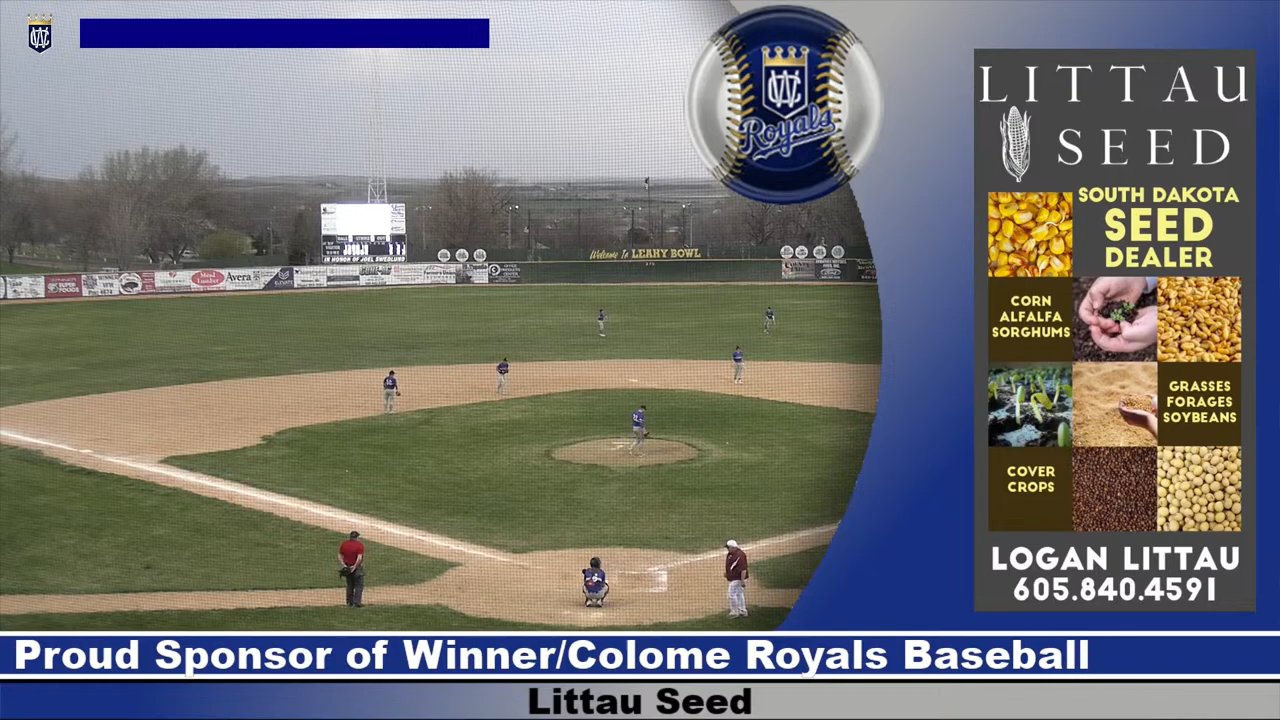 WC
Royals
LITTAU
SEED
SOUTH DAKOTA
SEED
DEALER
CORN
ALFALFA
SORGHUMS
GRASSES
FORAGES
SOYBEANS
COVER
CROPS
LOGAN LITTAU
605.840.4591
Welcome To LEAHY BOWL
IN HONOR OF JOEL SWEDLUND
Avera
Proud Sponsor of Winner/Colome Royals Baseball
Littau Seed